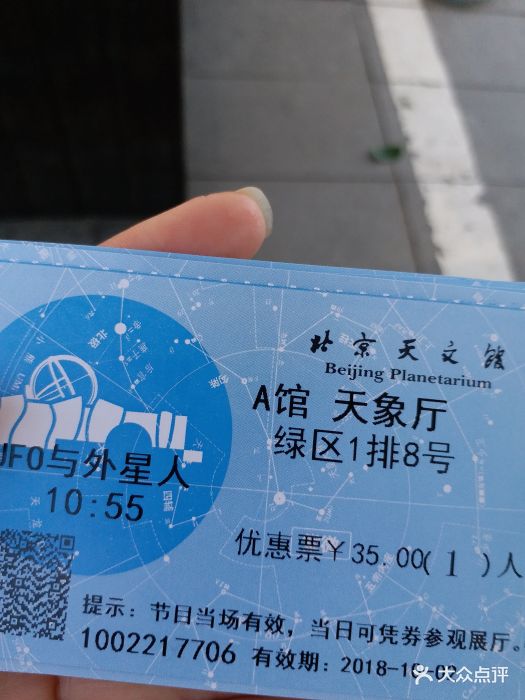 北京天文馆
Beijing Planetarium
A馆 天象厅
绿区1排8号
UFO与外星人
10:55
优惠票￥35.00(1)人
提示：节目当场有效，当日可凭券参观展厅。
1002217706 有效期：2018-1
大众点评